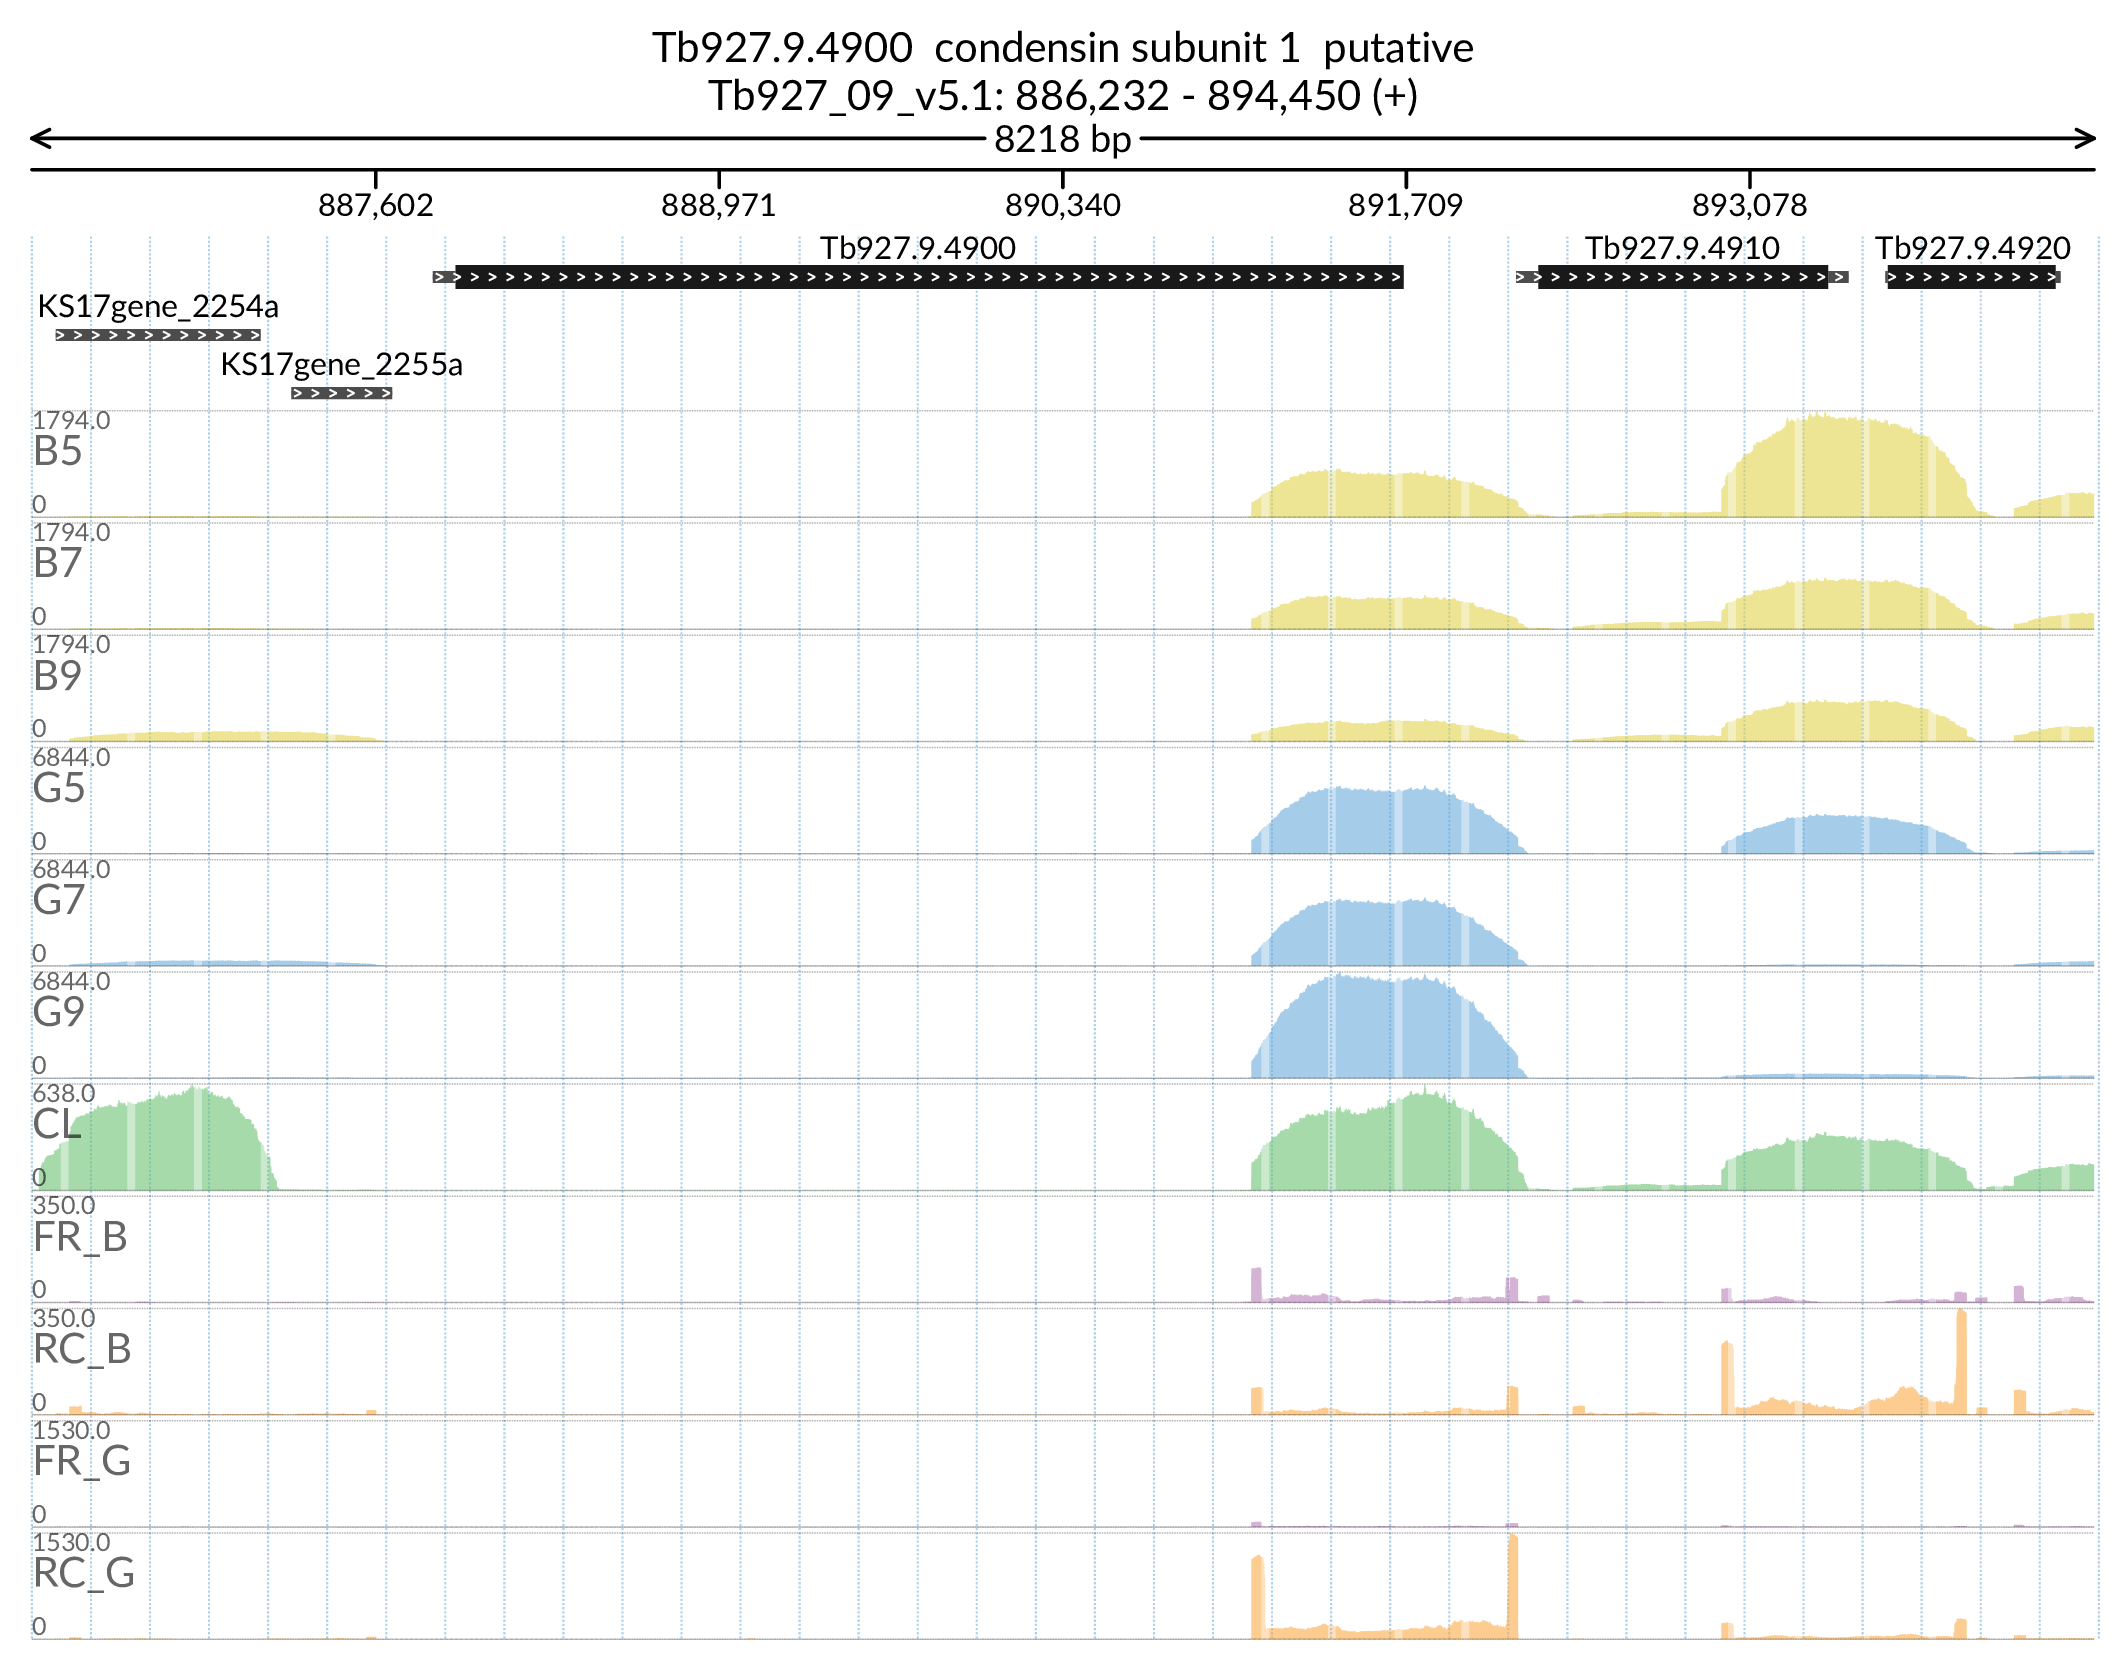 Tb927.9.4900  condensin subunit 1  putative
Tb927_09_v5.1: 886,232 - 894,450 (+)
8218 bp
887,602 888,971 890,340 891,709 893,078
Tb927.9.4900 Tb927.9.4910 Tb927.9.4920
KS17gene_2254a
KS17gene_2255a
1794.0
B5
0
1794.0
B7
0
1794.0
B9
0
6844.0
G5
0
6844.0
G7
0
6844.0
G9
0
638.0
CL
0
350.0
FR_B
0
350.0
RC_B
0
1530.0
FR_G
0
1530.0
RC_G
0